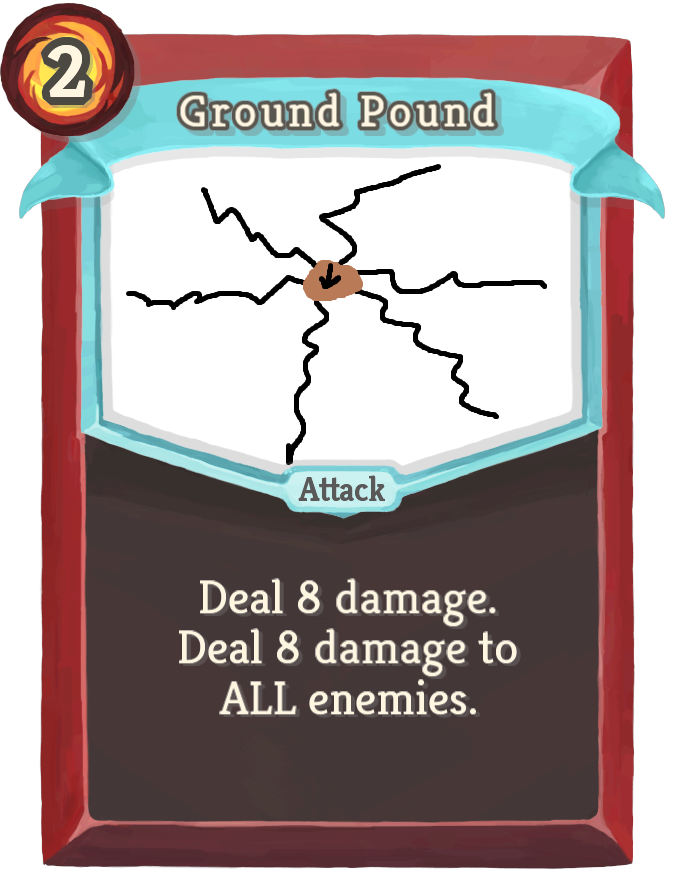 2
Ground Pound
Attack
Deal 8 damage.
Deal 8 damage to
ALL enemies.